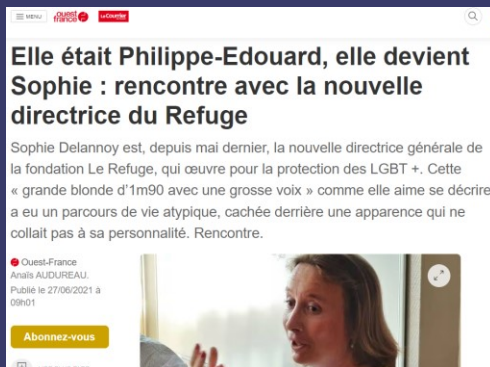 MENU
ouest france
Le Courrier
Elle était Philippe-Edouard, elle devient
Sophie : rencontre avec la nouvelle
directrice du Refuge
Sophie Delannoy est, depuis mai dernier, la nouvelle directrice générale de
la fondation Le Refuge, qui œuvre pour la protection des LGBT +. Cette
« grande blonde d'1m90 avec une grosse voix » comme elle aime se décrire
a eu un parcours de vie atypique, cachée derrière une apparence qui ne
collait pas à sa personnalité. Rencontre.
Ouest-France
Anaïs AUDUREAU.
Publié le 27/06/2021 à
09h01
Abonnez-vous